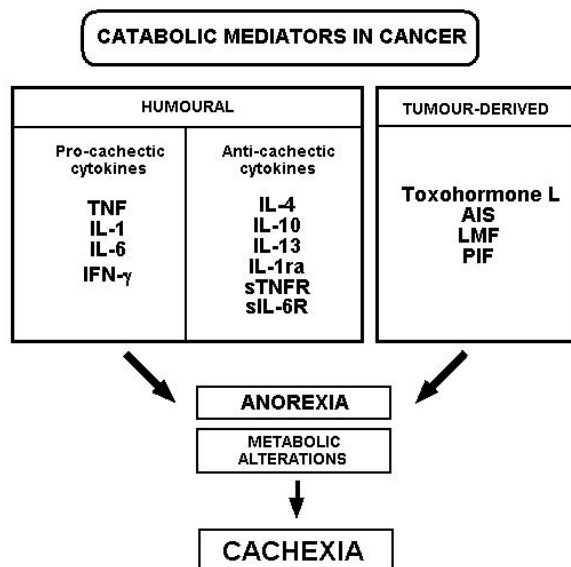 CATABOLIC MEDIATORS IN CANCER
HUMOURAL
Pro-cachectic
cytokines
TNF
IL-1
IL-6
IFN-γ
Anti-cachectic
cytokines
IL-4
IL-10
IL-13
IL-1ra
sTNFR
sIL-6R
TUMOUR-DERIVED
Toxohormone L
AIS
LMF
PIF
ANOREXIA
METABOLIC
ALTERATIONS
CACHEXIA